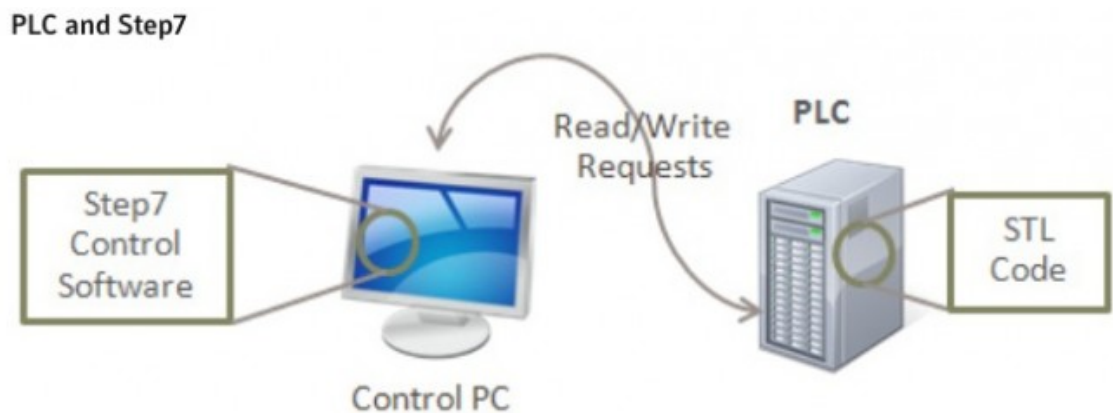 PLC and Step7
PLC
Read/Write
Requests
Step7
Control
Software
STL
Code
Control PC